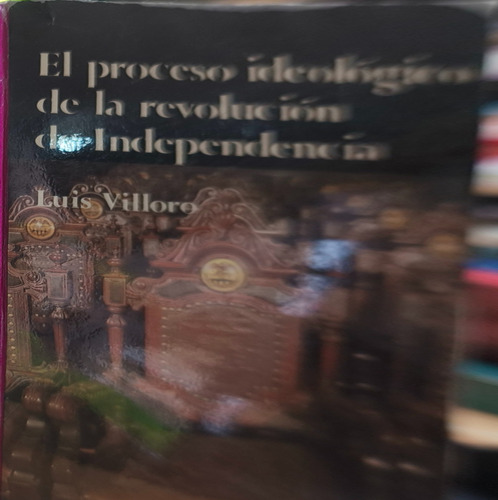 El proceso ideológico
de la revolución
de Independencia
Luis Villoro